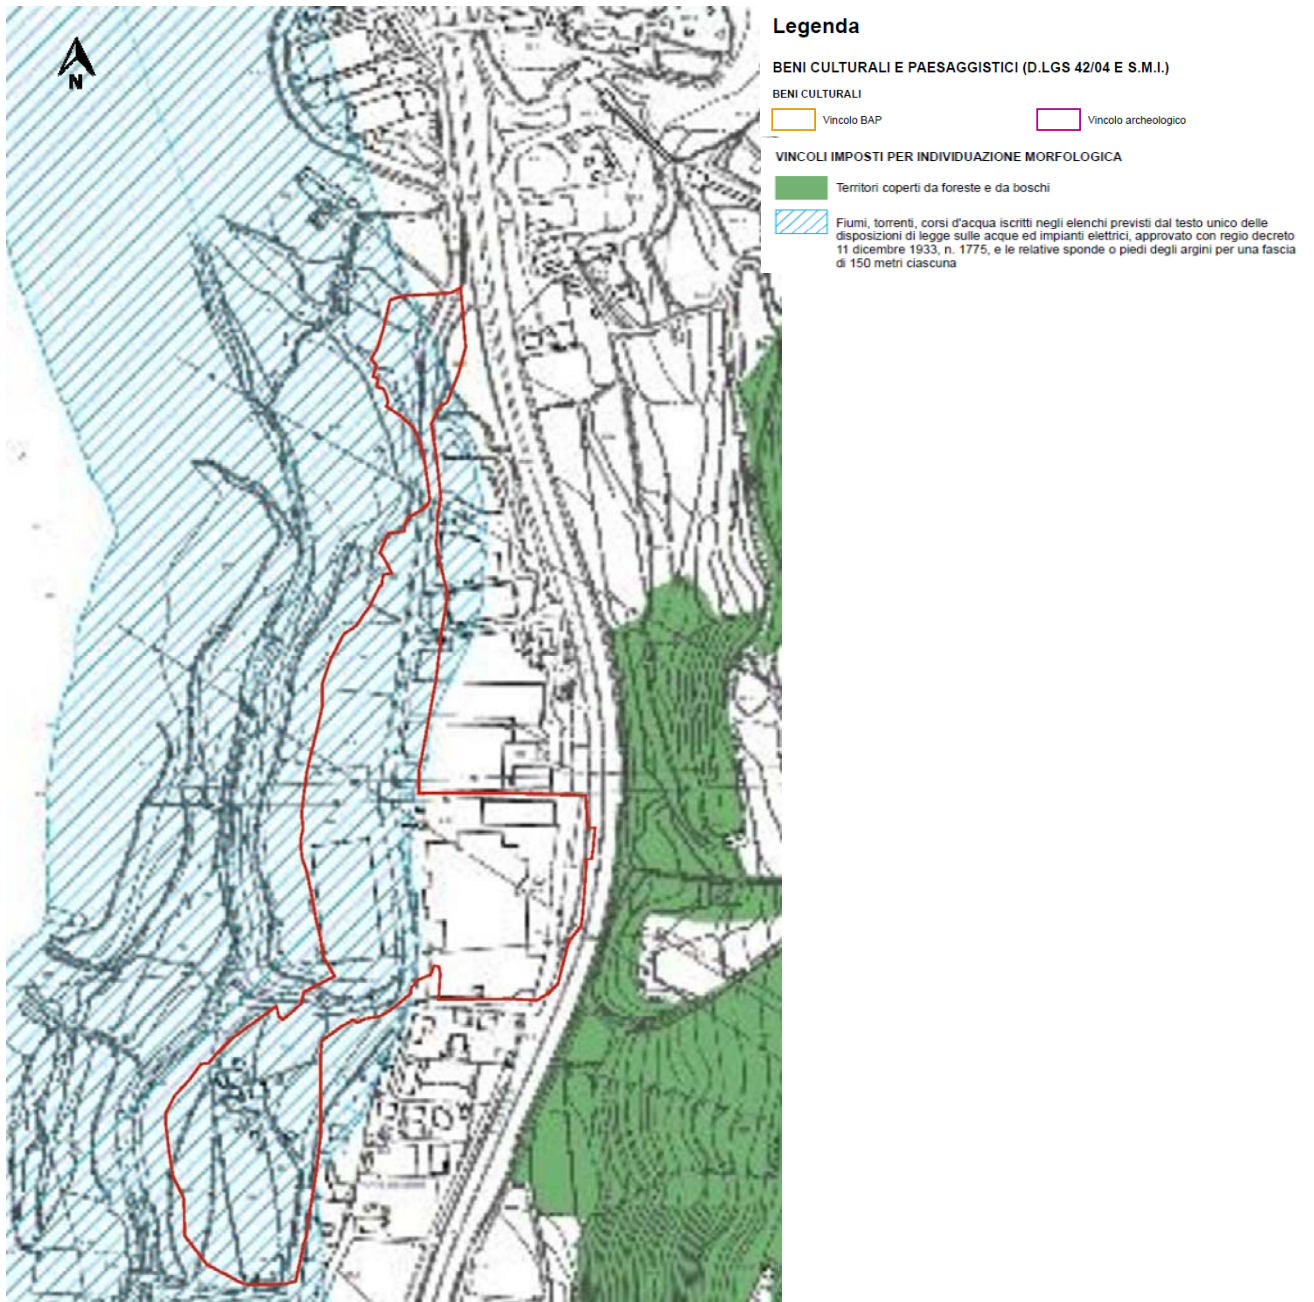 N
Legenda
BENI CULTURALI E PAESAGGISTICI (D.LGS 42/04 E S.M.I.)
BENI CULTURALI
Vincolo BAP
Vincolo archeologico
VINCOLI IMPOSTI PER INDIVIDUAZIONE MORFOLOGICA
Territori coperti da foreste e da boschi
Fiumi, torrenti, corsi d'acqua iscritti negli elenchi previsti dal testo unico delle
disposizioni di legge sulle acque ed impianti elettrici, approvato con regio decreto
11 dicembre 1933, n. 1775, e le relative sponde o piedi degli argini per una fascia
di 150 metri ciascuna